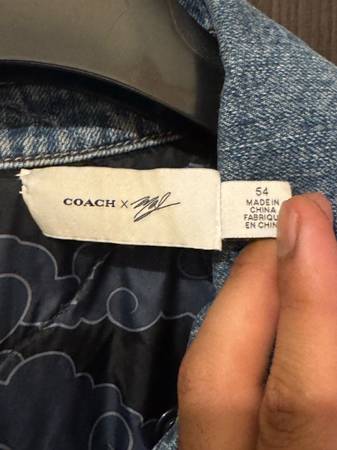 COACH x
54
MADE IN
CHINA
FABRIQUÉ
EN CHINE